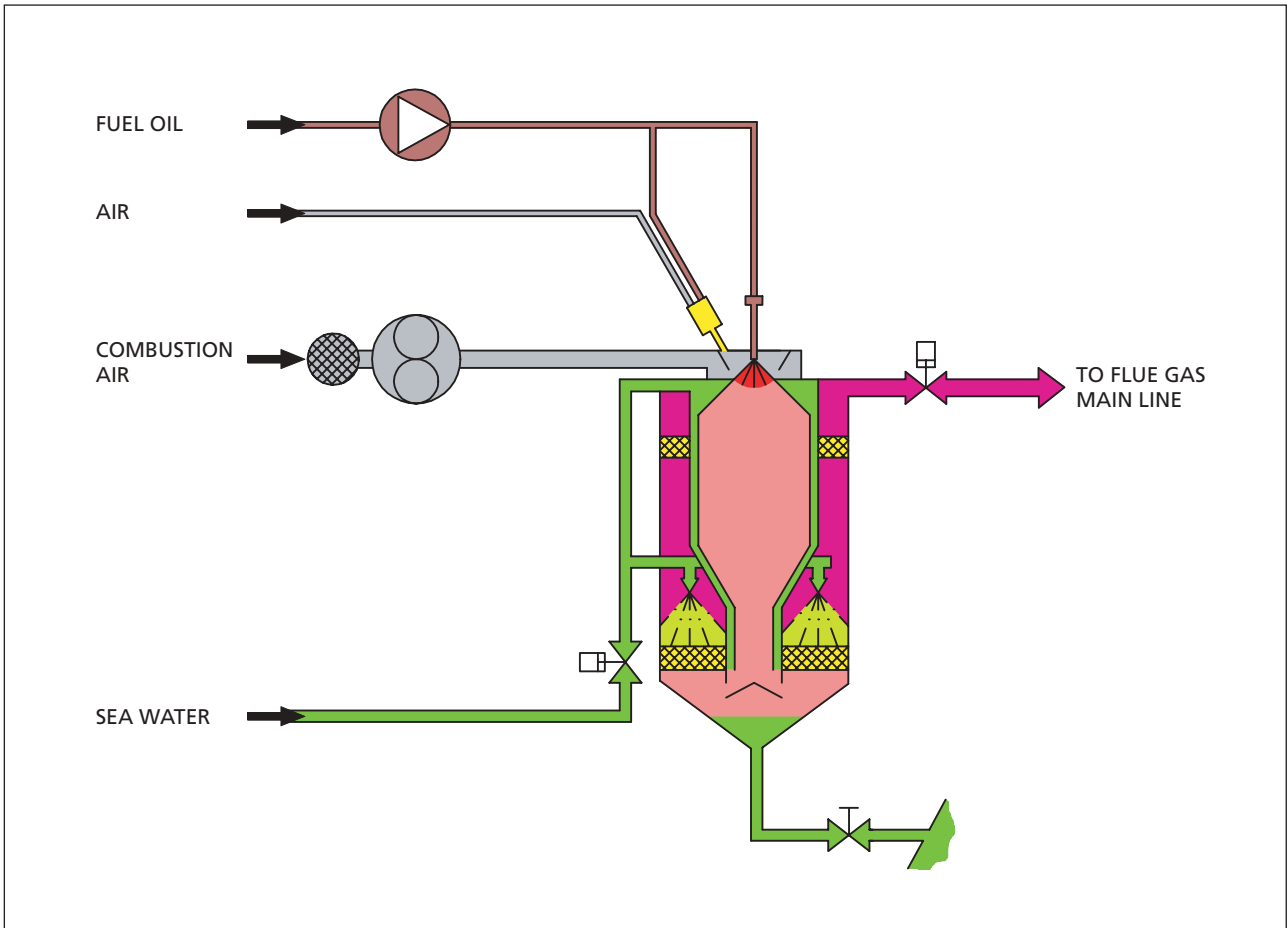 FUEL OIL
AIR
COMBUSTION
AIR
TO FLUE GAS
MAIN LINE
SEA WATER